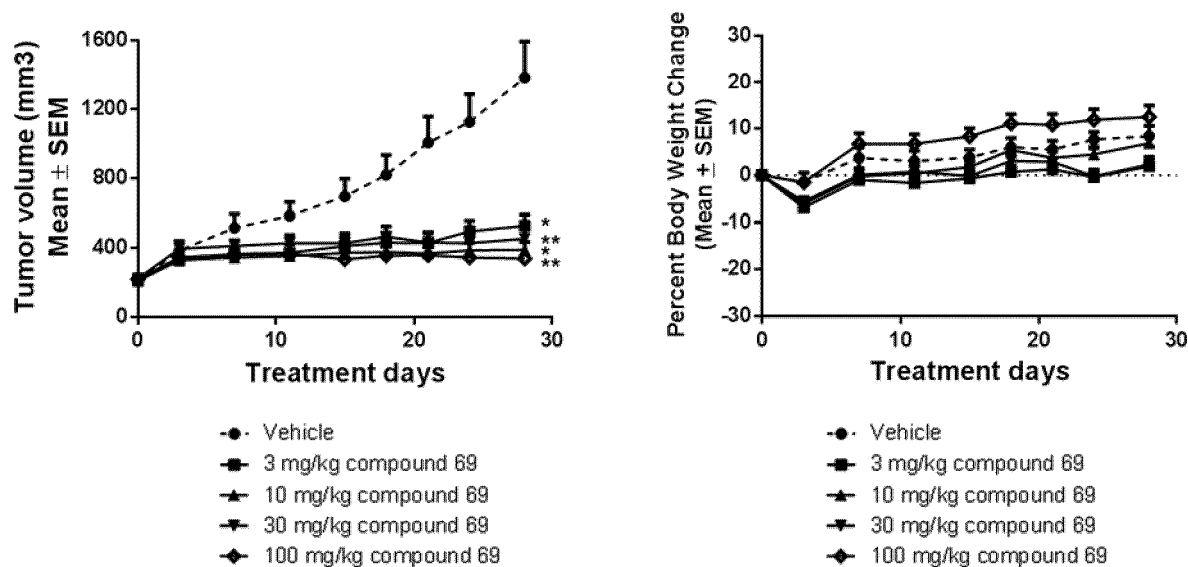 Tumor volume (mm3)
Mean ± SEM
1600
1200
800
400
0
0
10
20
30
*
**
*
**
Treatment days
Vehicle
3 mg/kg compound 69
10 mg/kg compound 69
30 mg/kg compound 69
100 mg/kg compound 69
Percent Body Weight Change
(Mean ± SEM)
30
20
10
0
-10
-20
-30
0
10
20
30
Treatment days
Vehicle
3 mg/kg compound 69
10 mg/kg compound 69
30 mg/kg compound 69
100 mg/kg compound 69